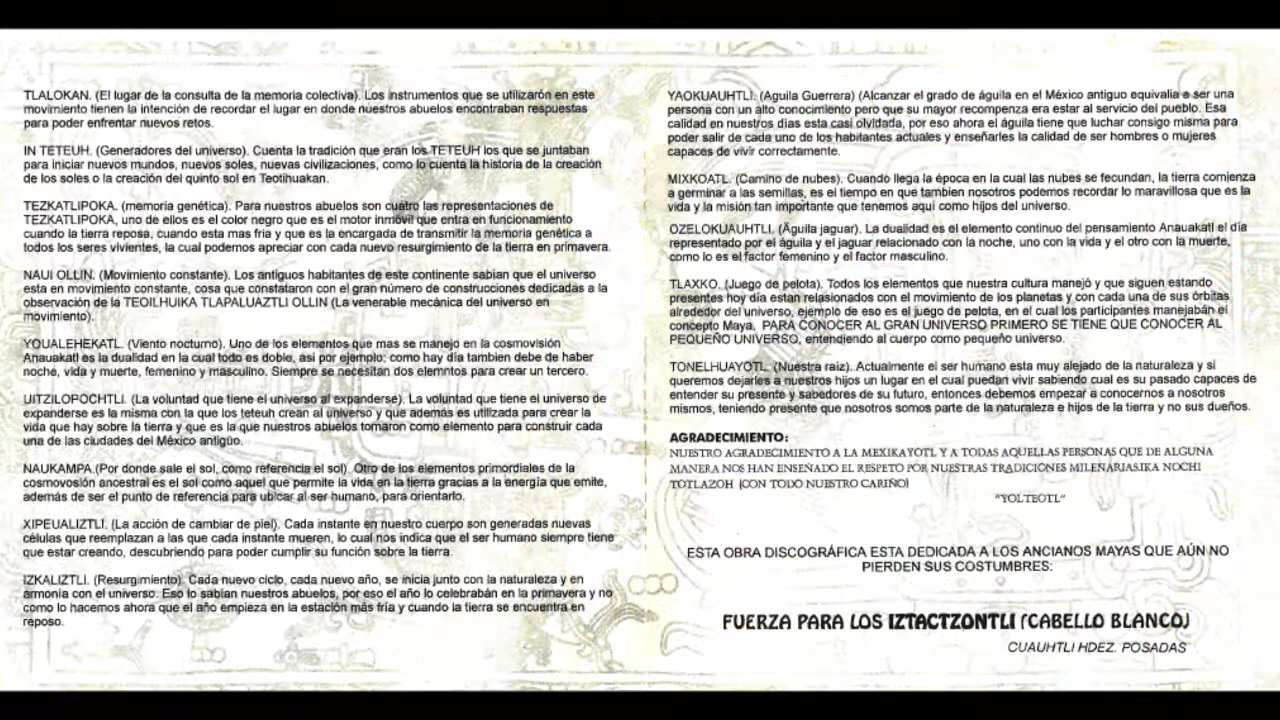 TLALOKAN. (El lugar de la consulta de la memoria colectiva). Los instrumentos que se utilizarón en este
movimiento tienen la intención de recordar el lugar en donde nuestros abuelos encontraban respuestas
para poder enfrentar nuevos retos.
IN TETEUH. (Generadores del universo). Cuenta la tradición que eran los TETEUH los que se juntaban
para iniciar nuevos mundos, nuevos soles, nuevas civilizaciones, como lo cuenta la historia de la creación
de los soles o la creación del quinto sol en Teotihuakan.
TEZKATLIPOKA. (memoria genética). Para nuestros abuelos son cuatro las representaciones de
TEZKATLIPOKA, uno de ellos es el color negro que es el motor inmóvil que entra en funcionamiento
cuando la tierra reposa, cuando esta mas fria y que es la encargada de transmitir la memoria genética a
todos los seres vivientes, la cual podemos apreciar con cada nuevo resurgimiento de la tierra en primavera.
NAUI OLLIN. (Movimiento constante). Los antiguos habitantes de este continente sabian que el universo
esta en movimiento constante, cosa que constataron con el gran número de construcciones dedicadas a la
observación de la TEOILHUIKA TLAPALUAZTLI OLLIN (La venerable mecánica del universo en
movimiento).
YOUALEHEKATL. (Viento nocturno). Uno de los elementos que mas se manejo en la cosmovisión
Anauakatl es la dualidad en la cual todo es doble, asi por ejemplo; como hay día tambien debe de haber
noche, vida y muerte, femenino y masculino. Siempre se necesitan dos elemntos para crear un tercero.
UITZILOPOCHTLI. (La voluntad que tiene el universo al expanderse). La voluntad que tiene el universo de
expanderse es la misma con la que los teteuh crean al universo y que además es utilizada para crear la
vida que hay sobre la tierra y que es la que nuestros abuelos tomaron como elemento para construir cada
una de las ciudades del México antigüo.
NAUKAMPA.(Por donde sale el sol, como referencia el sol). Otro de los elementos primordiales de la
cosmovosión ancestral es el sol como aquel que permite la vida en la tierra gracias a la energía que emite,
además de ser el punto de referencia para ubicar al ser humano, para orientarlo.
XIPEUALIZTLI. (La acción de cambiar de piel). Cada instante en nuestro cuerpo son generadas nuevas
células que reemplazan a las que cada instante mueren, lo cual nos indica que el ser humano siempre tiene
que estar creando, descubriendo para poder cumplir su función sobre la tierra.
IZKALIZTLI. (Resurgimiento). Cada nuevo ciclo, cada nuevo año, se inicia junto con la naturaleza y en
armonia con el universo. Eso lo sabian nuestros abuelos, por eso el año lo celebrabán en la primavera y no
como lo hacemos ahora que el año empieza en la estación más fria y cuando la tierra se encuentra en
reposo.
YAOKUAUHTLI. (Aguila Guerrera) (Alcanzar el grado de águila en el México antiguo equivalia a ser una
persona con un alto conocimiento pero que su mayor recompenza era estar al servicio del pueblo. Esa
calidad en nuestros dias esta casi olvidada, por eso ahora el águila tiene que luchar consigo misma para
poder salir de cada uno de los habitantes actuales y enseñarles la calidad de ser hombres o mujeres
capaces de vivir correctamente.
MIXKOATL. (Camino de nubes). Cuando llega la época en la cual las nubes se fecundan, la tierra comienza
a germinar a las semillas, es el tiempo en que tambien nosotros podemos recordar lo maravillosa que es la
vida y la misión tan importante que tenemos aquí como hijos del universo.
OZELOKUAUHTLI. (Águila jaguar). La dualidad es el elemento continuo del pensamiento Anauakatl el día
representado por el águila y el jaguar relacionado con la noche, uno con la vida y el otro con la muerte,
como lo es el factor femenino y el factor masculino.
TLAXKO. (Juego de pelota). Todos los elementos que nuestra cultura manejó y que siguen estando
presentes hoy día estan relacionados con el movimiento de los planetas y con cada una de sus órbitas
alrededor del universo, ejemplo de eso es el juego de pelota, en el cual los participantes manejabán el
concepto Maya, PARA CONOCER AL GRAN UNIVERSO PRIMERO SE TIENE QUE CONOCER AL
PEQUEÑO UNIVERSO, entendiendo al cuerpo como pequeño universo.
TONELHUAYOTL. (Nuestra raiz). Actualmente el ser humano esta muy alejado de la naturaleza y si
queremos dejarles a nuestros hijos un lugar en el cual puedan vivir sabiendo cual es su pasado capaces de
entender su presente y sabedores de su futuro, entonces debemos empezar a conocernos a nosotros
mismos, teniendo presente que nosotros somos parte de la naturaleza e hijos de la tierra y no sus dueños.
AGRADECIMIENTO:
NUESTRO AGRADECIMIENTO A LA MEXIKAYOTL Y A TODAS AQUELLAS PERSONAS QUE DE ALGUNA
MANERA NOS HAN ENSEÑADO EL RESPETO POR NUESTRAS TRADICIONES MILENARIASIKA NOCHI
TOTLAZOH ¡CON TODO NUESTRO CARIÑO!
"YOLTEOTL"
ESTA OBRA DISCOGRÁFICA ESTA DEDICADA A LOS ANCIANOS MAYAS QUE AÚN NO
PIERDEN SUS COSTUMBRES:
FUERZA PARA LOS IZTACTZONTLI (CABELLO BLANCO)
CUAUHTLI HDEZ. POSADAS